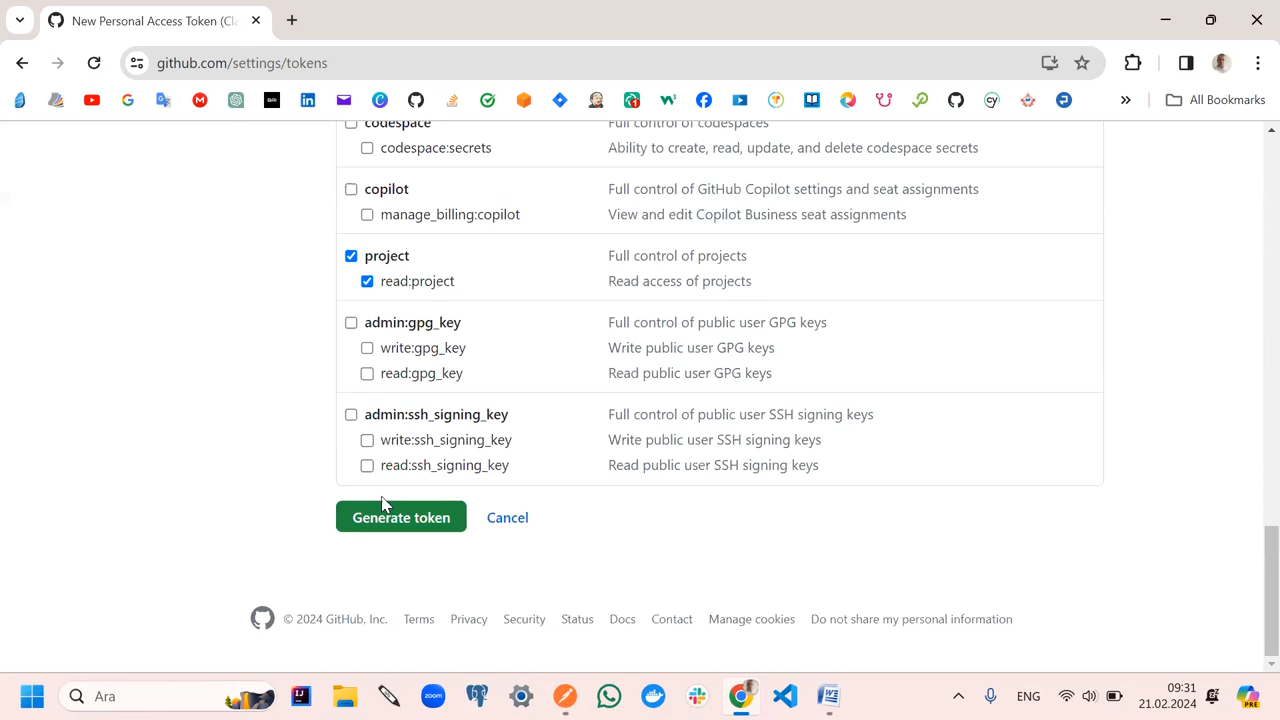 New Personal Access Token (Cla
github.com/settings/tokens
All Bookmarks
codespace Full control of codespaces
codespace:secrets Ability to create, read, update, and delete codespace secrets
copilot Full control of GitHub Copilot settings and seat assignments
manage_billing:copilot View and edit Copilot Business seat assignments
project Full control of projects
read:project Read access of projects
admin:gpg_key Full control of public user GPG keys
write:gpg_key Write public user GPG keys
read:gpg_key Read public user GPG keys
admin:ssh_signing_key Full control of public user SSH signing keys
write:ssh_signing_key Write public user SSH signing keys
read:ssh_signing_key Read public user SSH signing keys
Generate token Cancel
© 2024 GitHub, Inc. Terms Privacy Security Status Docs Contact Manage cookies Do not share my personal information
Ara zoom ENG 09:31
21.02.2024 PRE